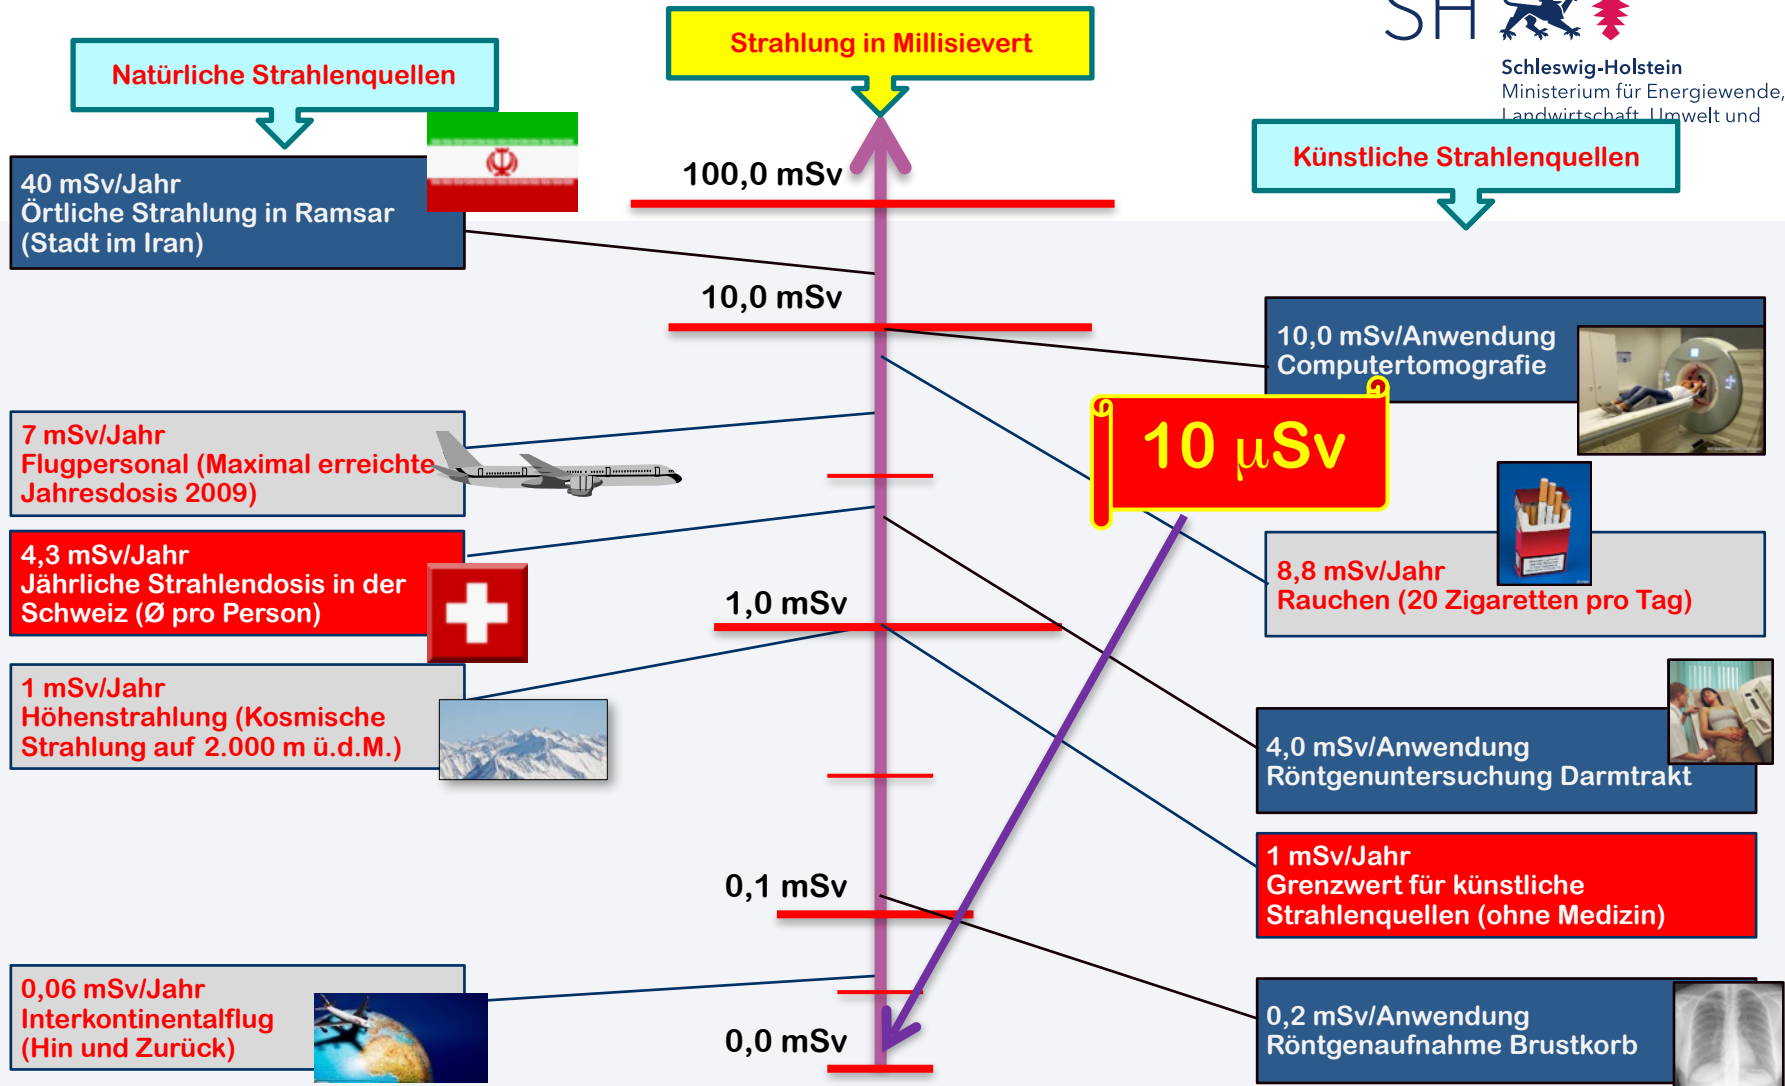 SH
Schleswig-Holstein
Ministerium für Energiewende,
Landwirtschaft, Umwelt und
Strahlung in Millisievert
Natürliche Strahlenquellen
40 mSv/Jahr
Örtliche Strahlung in Ramsar
(Stadt im Iran)
7 mSv/Jahr
Flugpersonal (Maximal erreichte
Jahresdosis 2009)
4,3 mSv/Jahr
Jährliche Strahlendosis in der
Schweiz (Ø pro Person)
1 mSv/Jahr
Höhenstrahlung (Kosmische
Strahlung auf 2.000 m ü.d.M.)
0,06 mSv/Jahr
Interkontinentalflug
(Hin und Zurück)
100,0 mSv
10,0 mSv
1,0 mSv
0,1 mSv
0,0 mSv
Künstliche Strahlenquellen
10,0 mSv/Anwendung
Computertomografie
10 µSv
8,8 mSv/Jahr
Rauchen (20 Zigaretten pro Tag)
4,0 mSv/Anwendung
Röntgenuntersuchung Darmtrakt
1 mSv/Jahr
Grenzwert für künstliche
Strahlenquellen (ohne Medizin)
0,2 mSv/Anwendung
Röntgenaufnahme Brustkorb